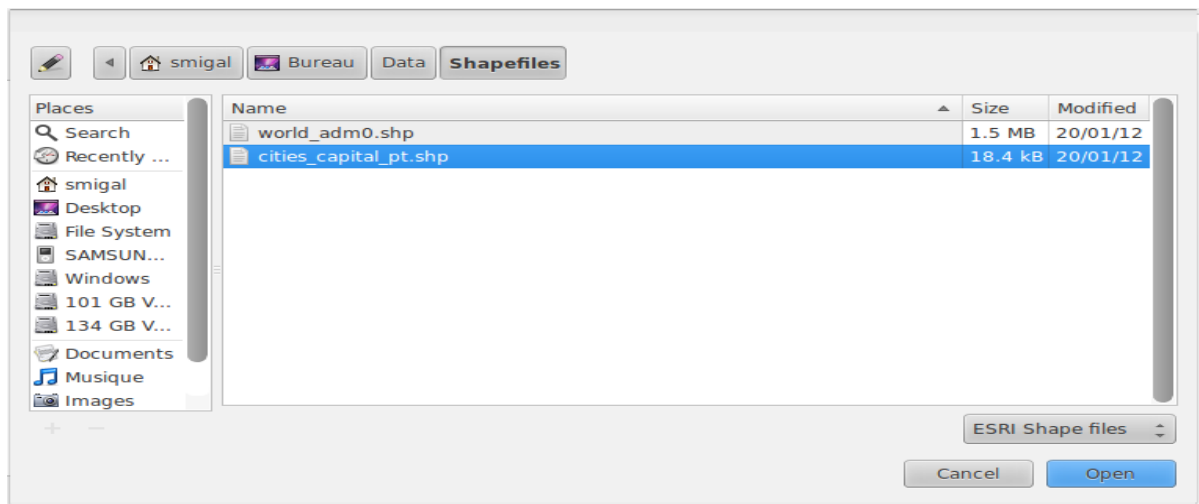 smigal Bureau Data Shapefiles
Places
Search
Recently ...
smigal
Desktop
File System
SAMSUN...
Windows
101 GB V...
134 GB V...
Documents
Musique
Images
Name Size Modified
world_adm0.shp 1.5 MB 20/01/12
cities_capital_pt.shp 18.4 kB 20/01/12
ESRI Shape files
Cancel Open